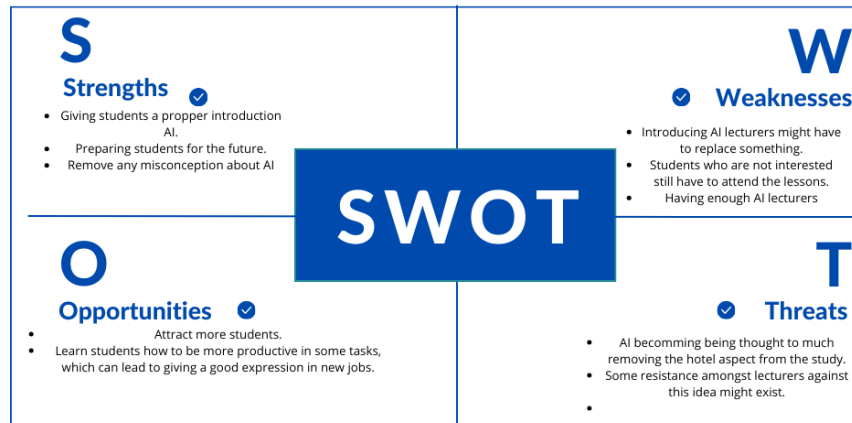 S
Strengths
• Giving students a propper introduction
AI.
• Preparing students for the future.
• Remove any misconception about AI
W
Weaknesses
• Introducing AI lecturers might have
to replace something.
• Students who are not interested
still have to attend the lessons.
• Having enough AI lecturers
SWOT
O
Opportunities
• Attract more students.
• Learn students how to be more productive in some tasks,
which can lead to giving a good expression in new jobs.
T
Threats
• AI becomming being thought to much
removing the hotel aspect from the study.
• Some resistance amongst lecturers against
this idea might exist.
•